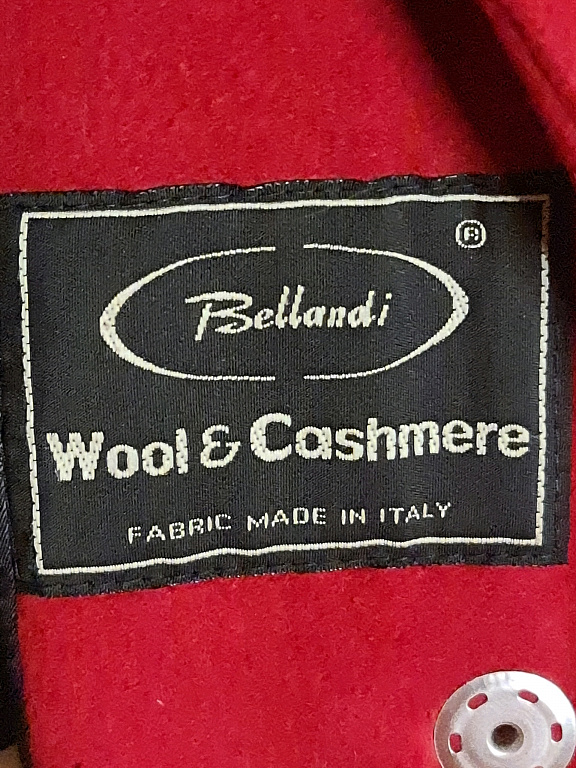 ®
Bellandi
Wool & Cashmere
FABRIC MADE IN ITALY